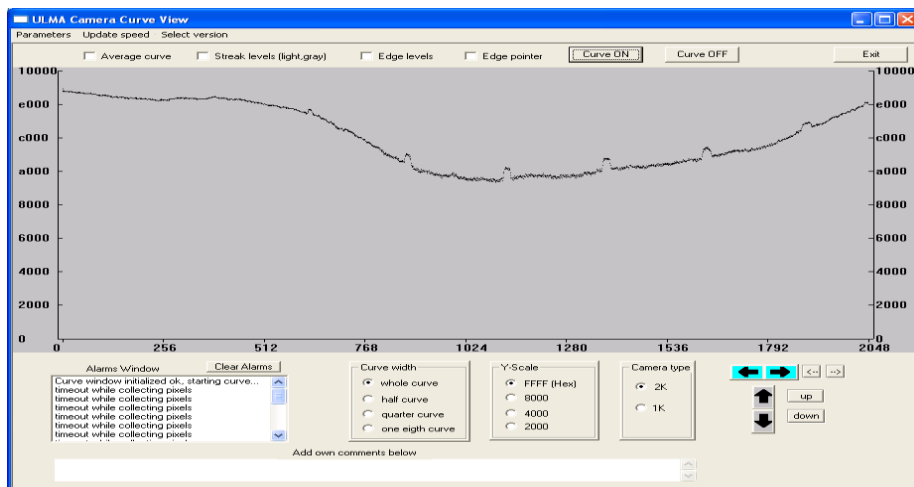 ULMA Camera Curve View
Parameters Update speed Select version
Average curve Streak levels (light,gray) Edge levels Edge pointer Curve ON Curve OFF Exit
10000 10000
e000 e000
c000 c000
a000 a000
8000 8000
6000 6000
4000 4000
2000 2000
0 0
0 256 512 768 1024 1280 1536 1792 2048
Alarms Window Clear Alarms
Curve window initialized ok, starting curve...
timeout while collecting pixels
timeout while collecting pixels
timeout while collecting pixels
timeout while collecting pixels
timeout while collecting pixels
timeout while collecting pixels
Curve width
whole curve
half curve
quarter curve
one eigth curve
Y-Scale
FFFF (Hex)
8000
4000
2000
Camera type
2K
1K
<-- -->
up
down
Add own comments below